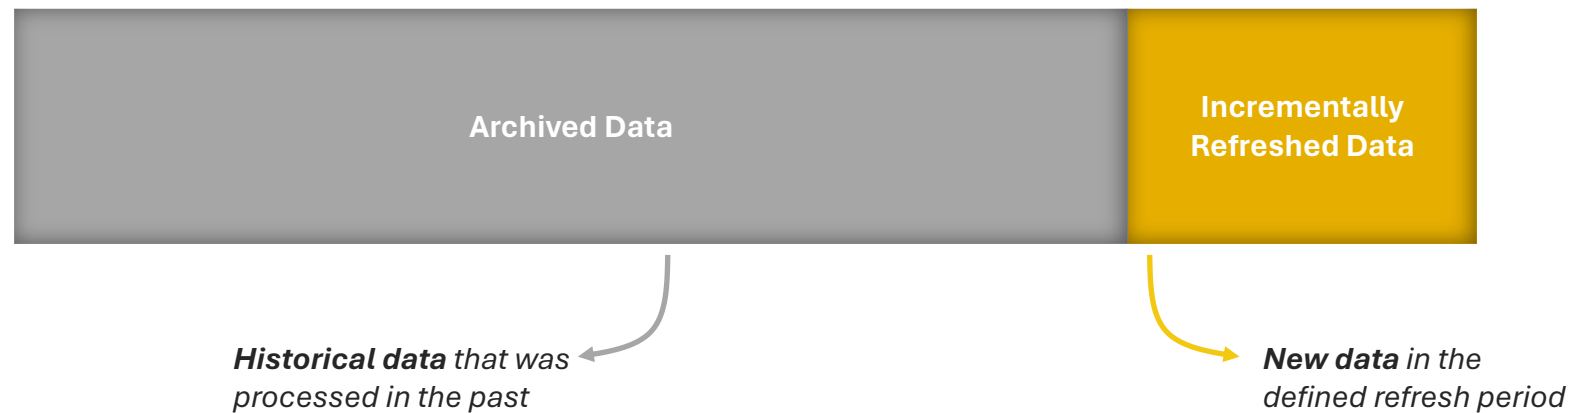 Archived Data
Incrementally
Refreshed Data
Historical data that was
processed in the past
New data in the
defined refresh period